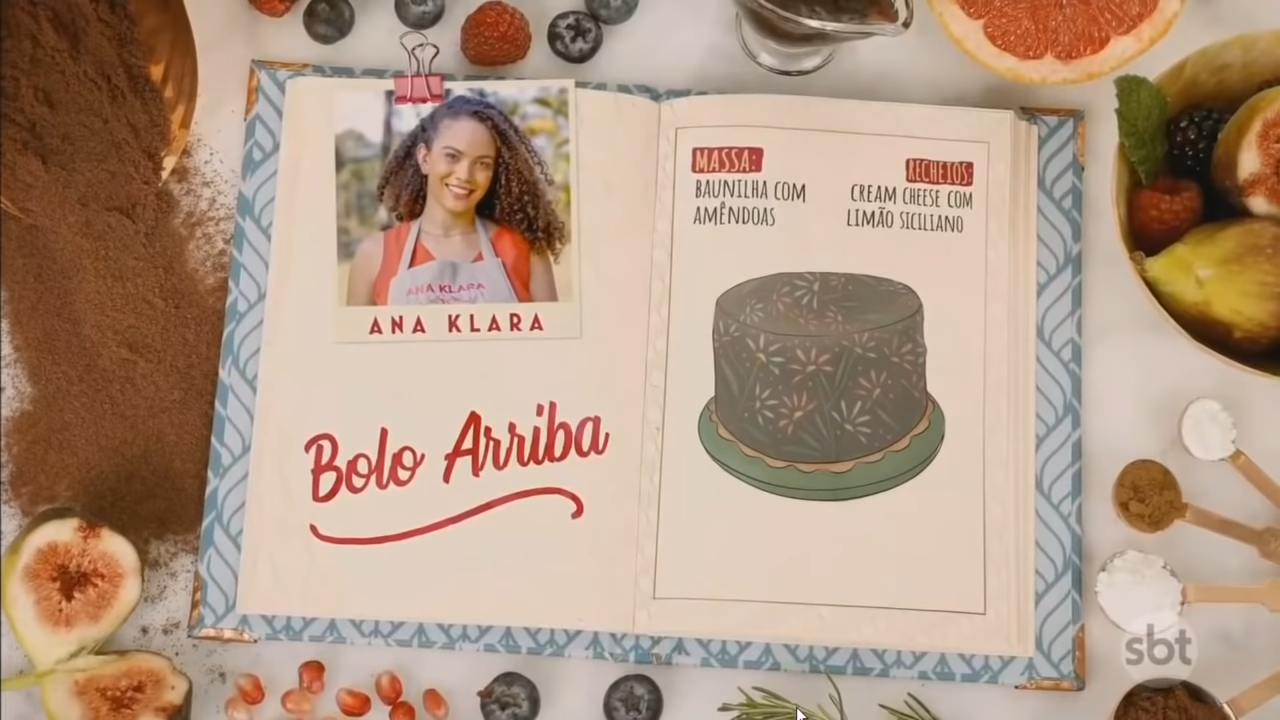 ANA KLARA
ANA KLARA
Bolo Arriba
MASSA:
BAUNILHA COM
AMÊNDOAS
RECHEIOS:
CREAM CHEESE COM
LIMÃO SICILIANO
sbt